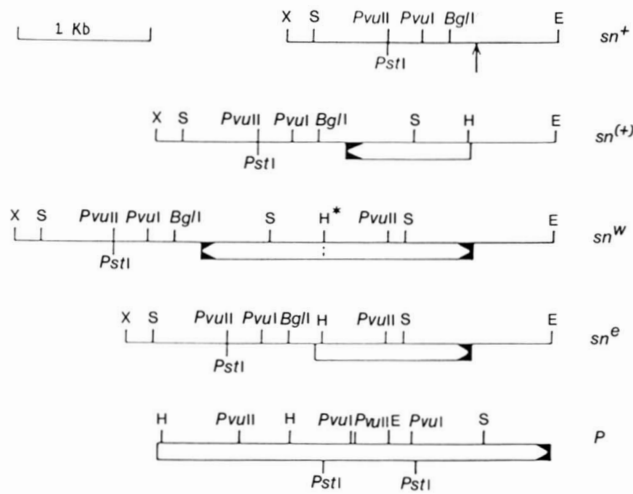 1 Kb
X S PvuII PvuI BglI E sn+
PstI
X S PvuII PvuI BglI S H E sn(+)
PstI
X S PvuII PvuI BglI S H* PvuII S E snw
PstI
X S PvuII PvuI BglI H PvuII S E sne
PstI
H PvuII H PvuI PvuII E PvuI S P
PstI PstI